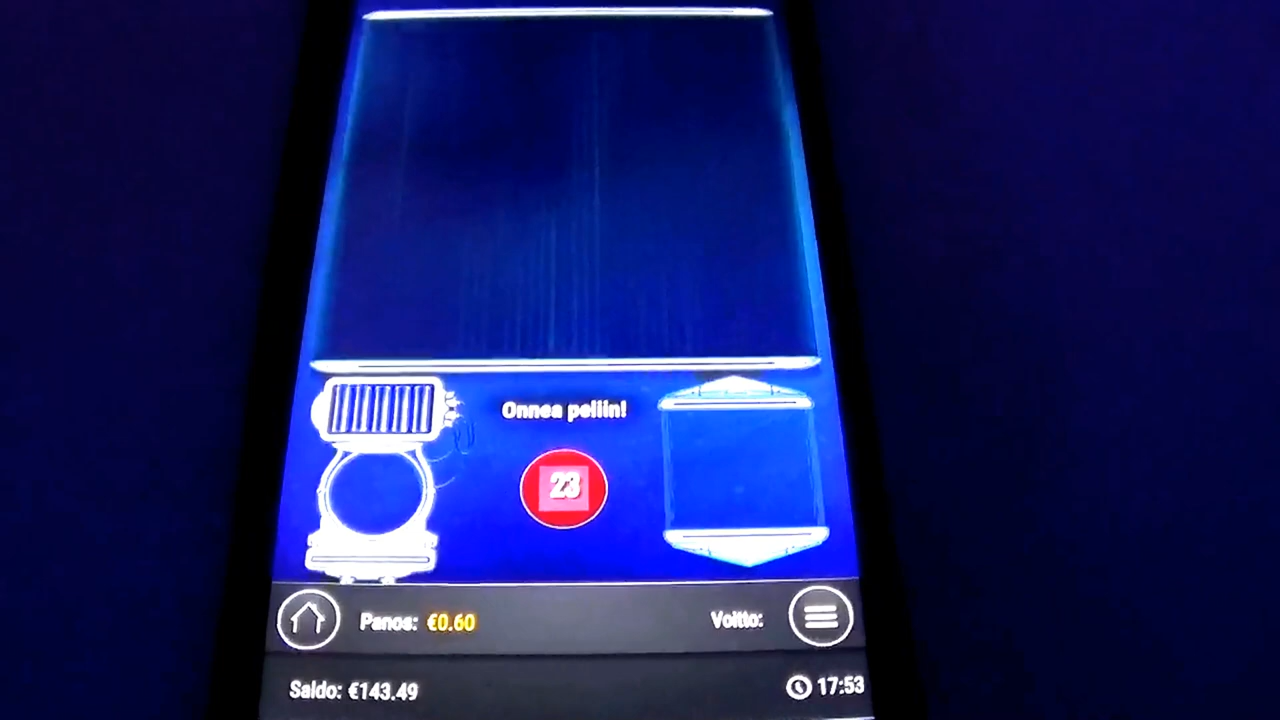 Onnea peliin!
23
Panos: €0.60
Voitto:
Saldo: €143.49
17:53